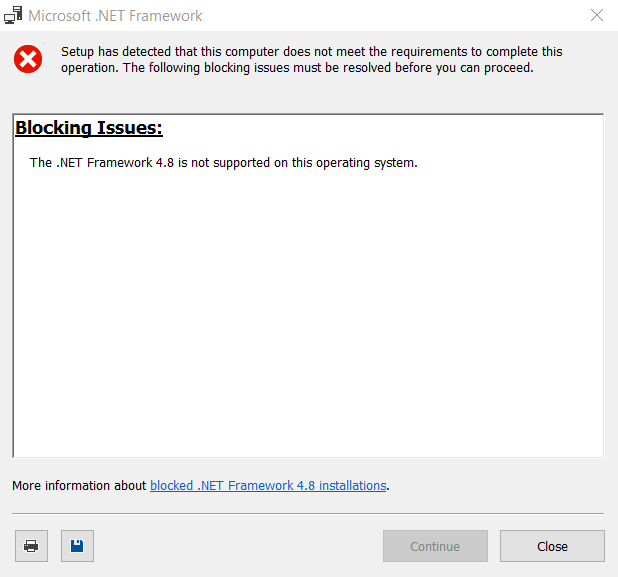 Microsoft .NET Framework
Setup has detected that this computer does not meet the requirements to complete this
operation. The following blocking issues must be resolved before you can proceed.
Blocking Issues:
The .NET Framework 4.8 is not supported on this operating system.
More information about blocked .NET Framework 4.8 installations.
Continue
Close